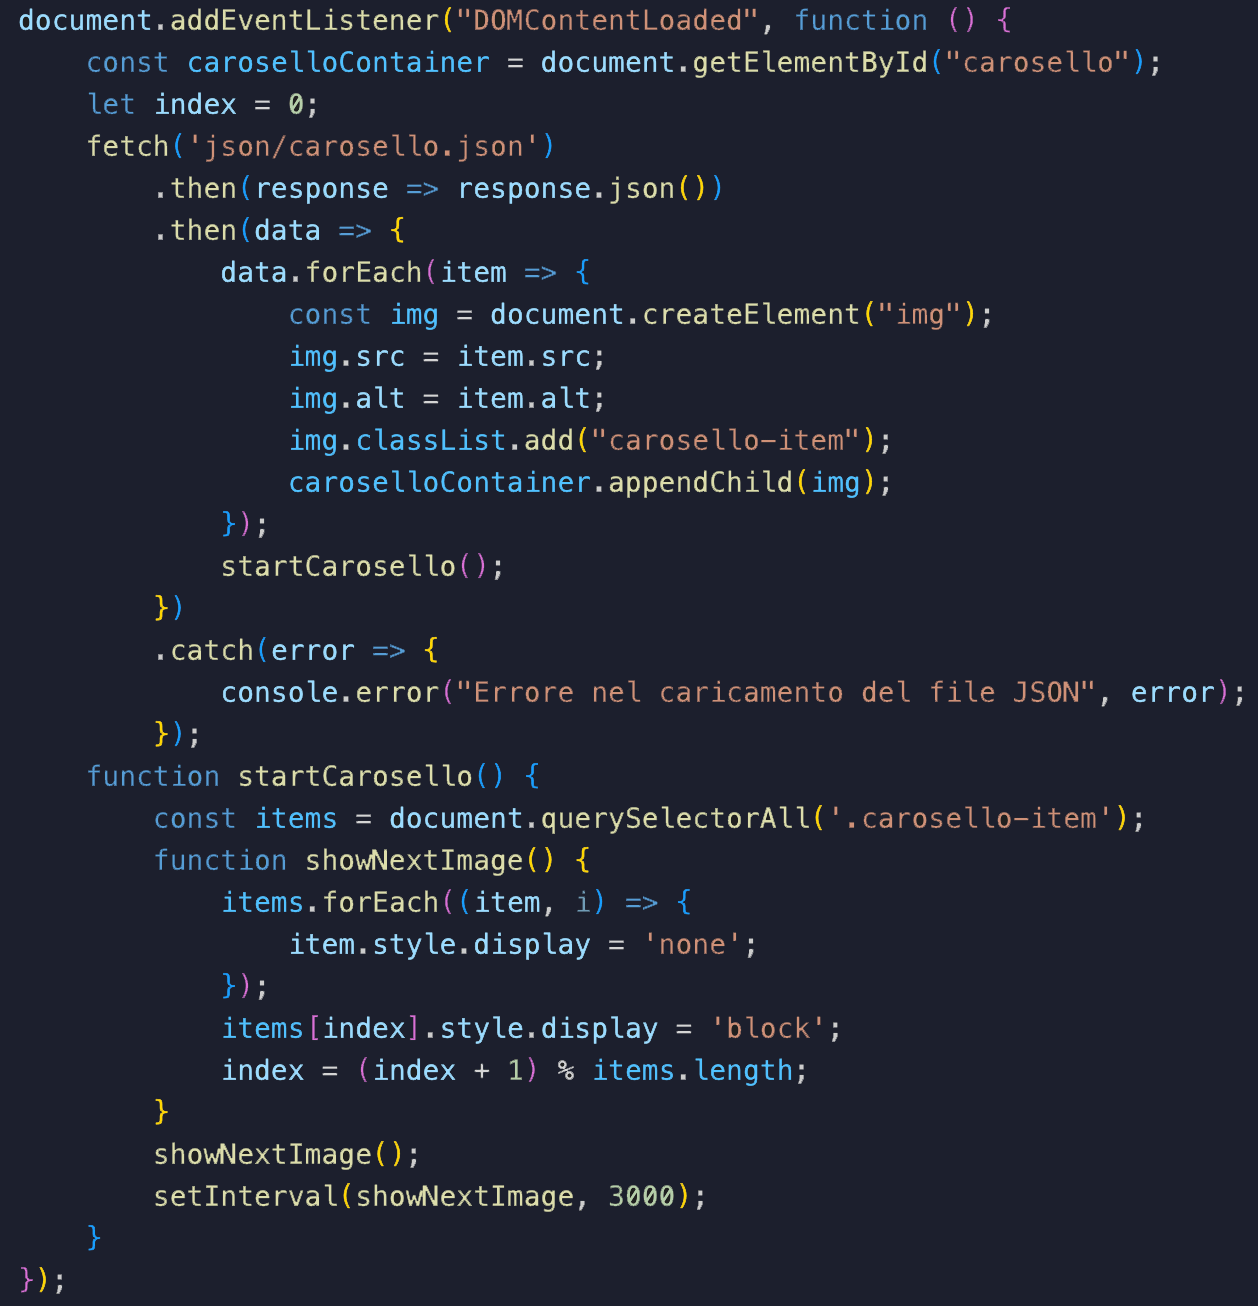 document.addEventListener("DOMContentLoaded", function () {
    const caroselloContainer = document.getElementById("carosello");
    let index = 0;
    fetch('json/carosello.json')
        .then(response => response.json())
        .then(data => {
            data.forEach(item => {
                const img = document.createElement("img");
                img.src = item.src;
                img.alt = item.alt;
                img.classList.add("carosello-item");
                caroselloContainer.appendChild(img);
            });
            startCarosello();
        })
        .catch(error => {
            console.error("Errore nel caricamento del file JSON", error);
        });
    function startCarosello() {
        const items = document.querySelectorAll('.carosello-item');
        function showNextImage() {
            items.forEach((item, i) => {
                item.style.display = 'none';
            });
            items[index].style.display = 'block';
            index = (index + 1) % items.length;
        }
        showNextImage();
        setInterval(showNextImage, 3000);
    }
});